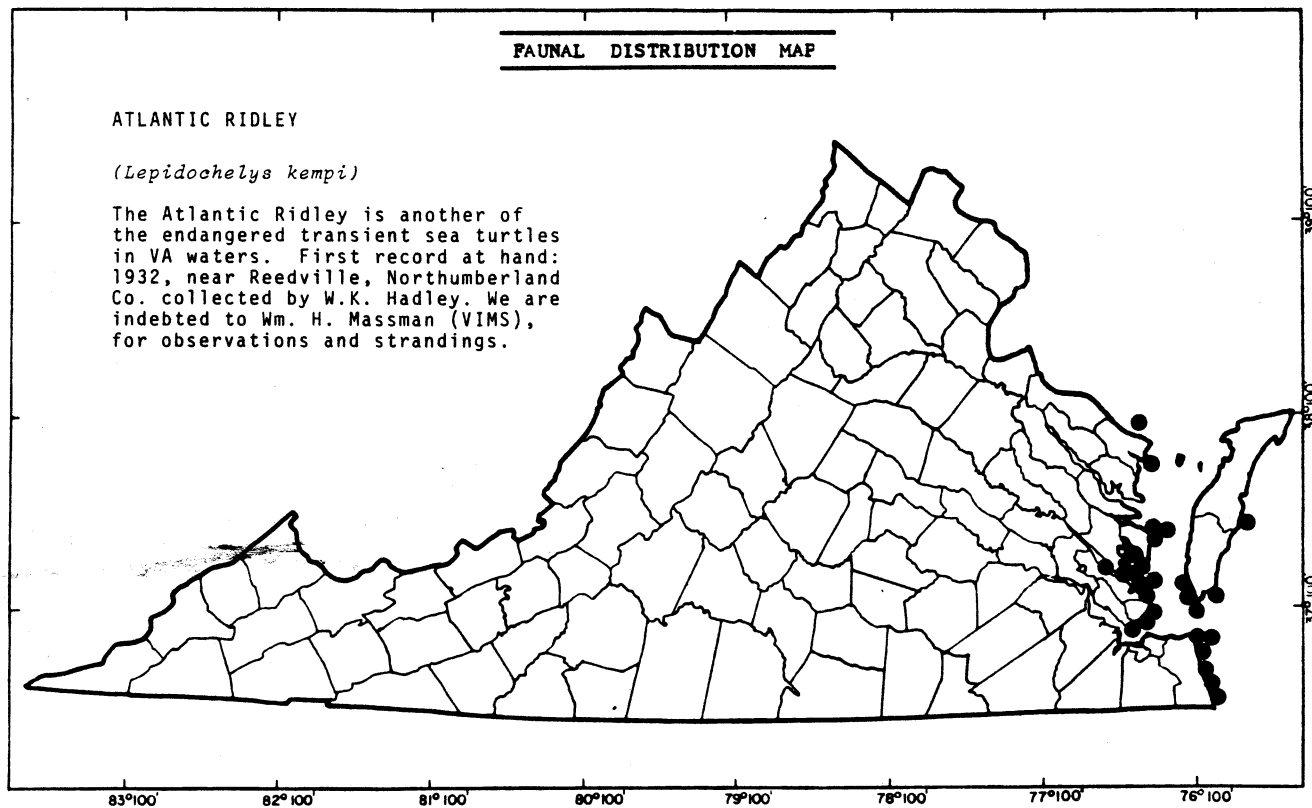 FAUNAL DISTRIBUTION MAP
ATLANTIC RIDLEY
(Lepidochelys kempi)
The Atlantic Ridley is another of
the endangered transient sea turtles
in VA waters. First record at hand:
1932, near Reedville, Northumberland
Co. collected by W.K. Hadley. We are
indebted to Wm. H. Massman (VIMS),
for observations and strandings.
83°100' 82°100' 81°100' 80°100' 79°100' 78°100' 77°100' 76°100'